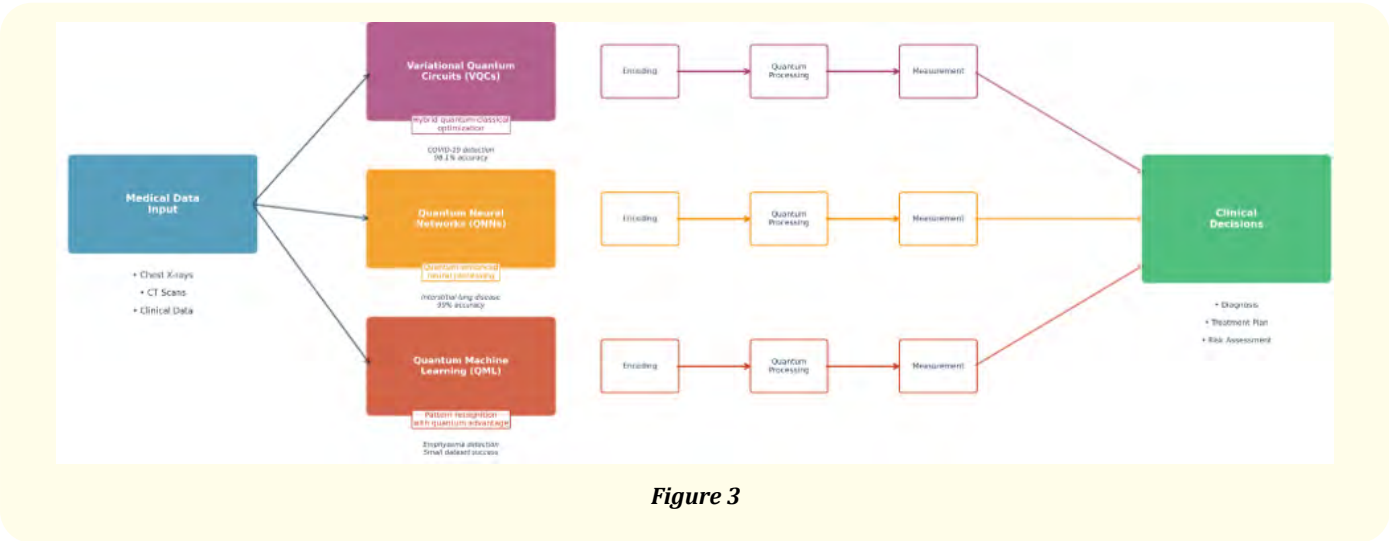 Variational Quantum
Circuits (VQCs)
Hybrid quantum-classical
optimization
COVID-19 detection
98.1% accuracy
Encoding
Quantum
Processing
Measurement
Medical Data
Input
• Chest X-rays
• CT Scans
• Clinical Data
Quantum Neural
Networks (QNNs)
Quantum-enhanced
neural processing
Interstitial lung disease
99% accuracy
Encoding
Quantum
Processing
Measurement
Clinical
Decisions
• Diagnosis
• Treatment Plan
• Risk Assessment
Quantum Machine
Learning (QML)
Pattern recognition
with quantum advantage
Emphysema detection
Small dataset success
Encoding
Quantum
Processing
Measurement
Figure 3